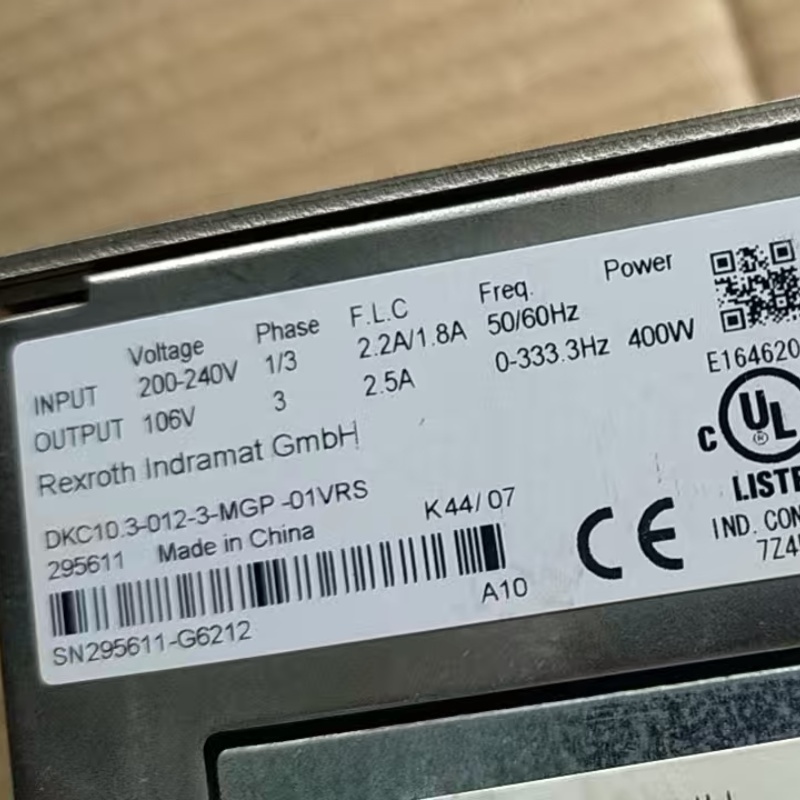 Voltage Phase F.L.C Freq. Power
INPUT 200-240V 1/3 2.2A/1.8A 50/60Hz
OUTPUT 106V 3 2.5A 0-333.3Hz 400W
Rexroth Indramat GmbH
DKC10.3-012-3-MGP -01VRS
295611 Made in China K44/07
A10
SN295611-G6212
E164620
C UL
LISTE
IND. CON
7Z4
CE